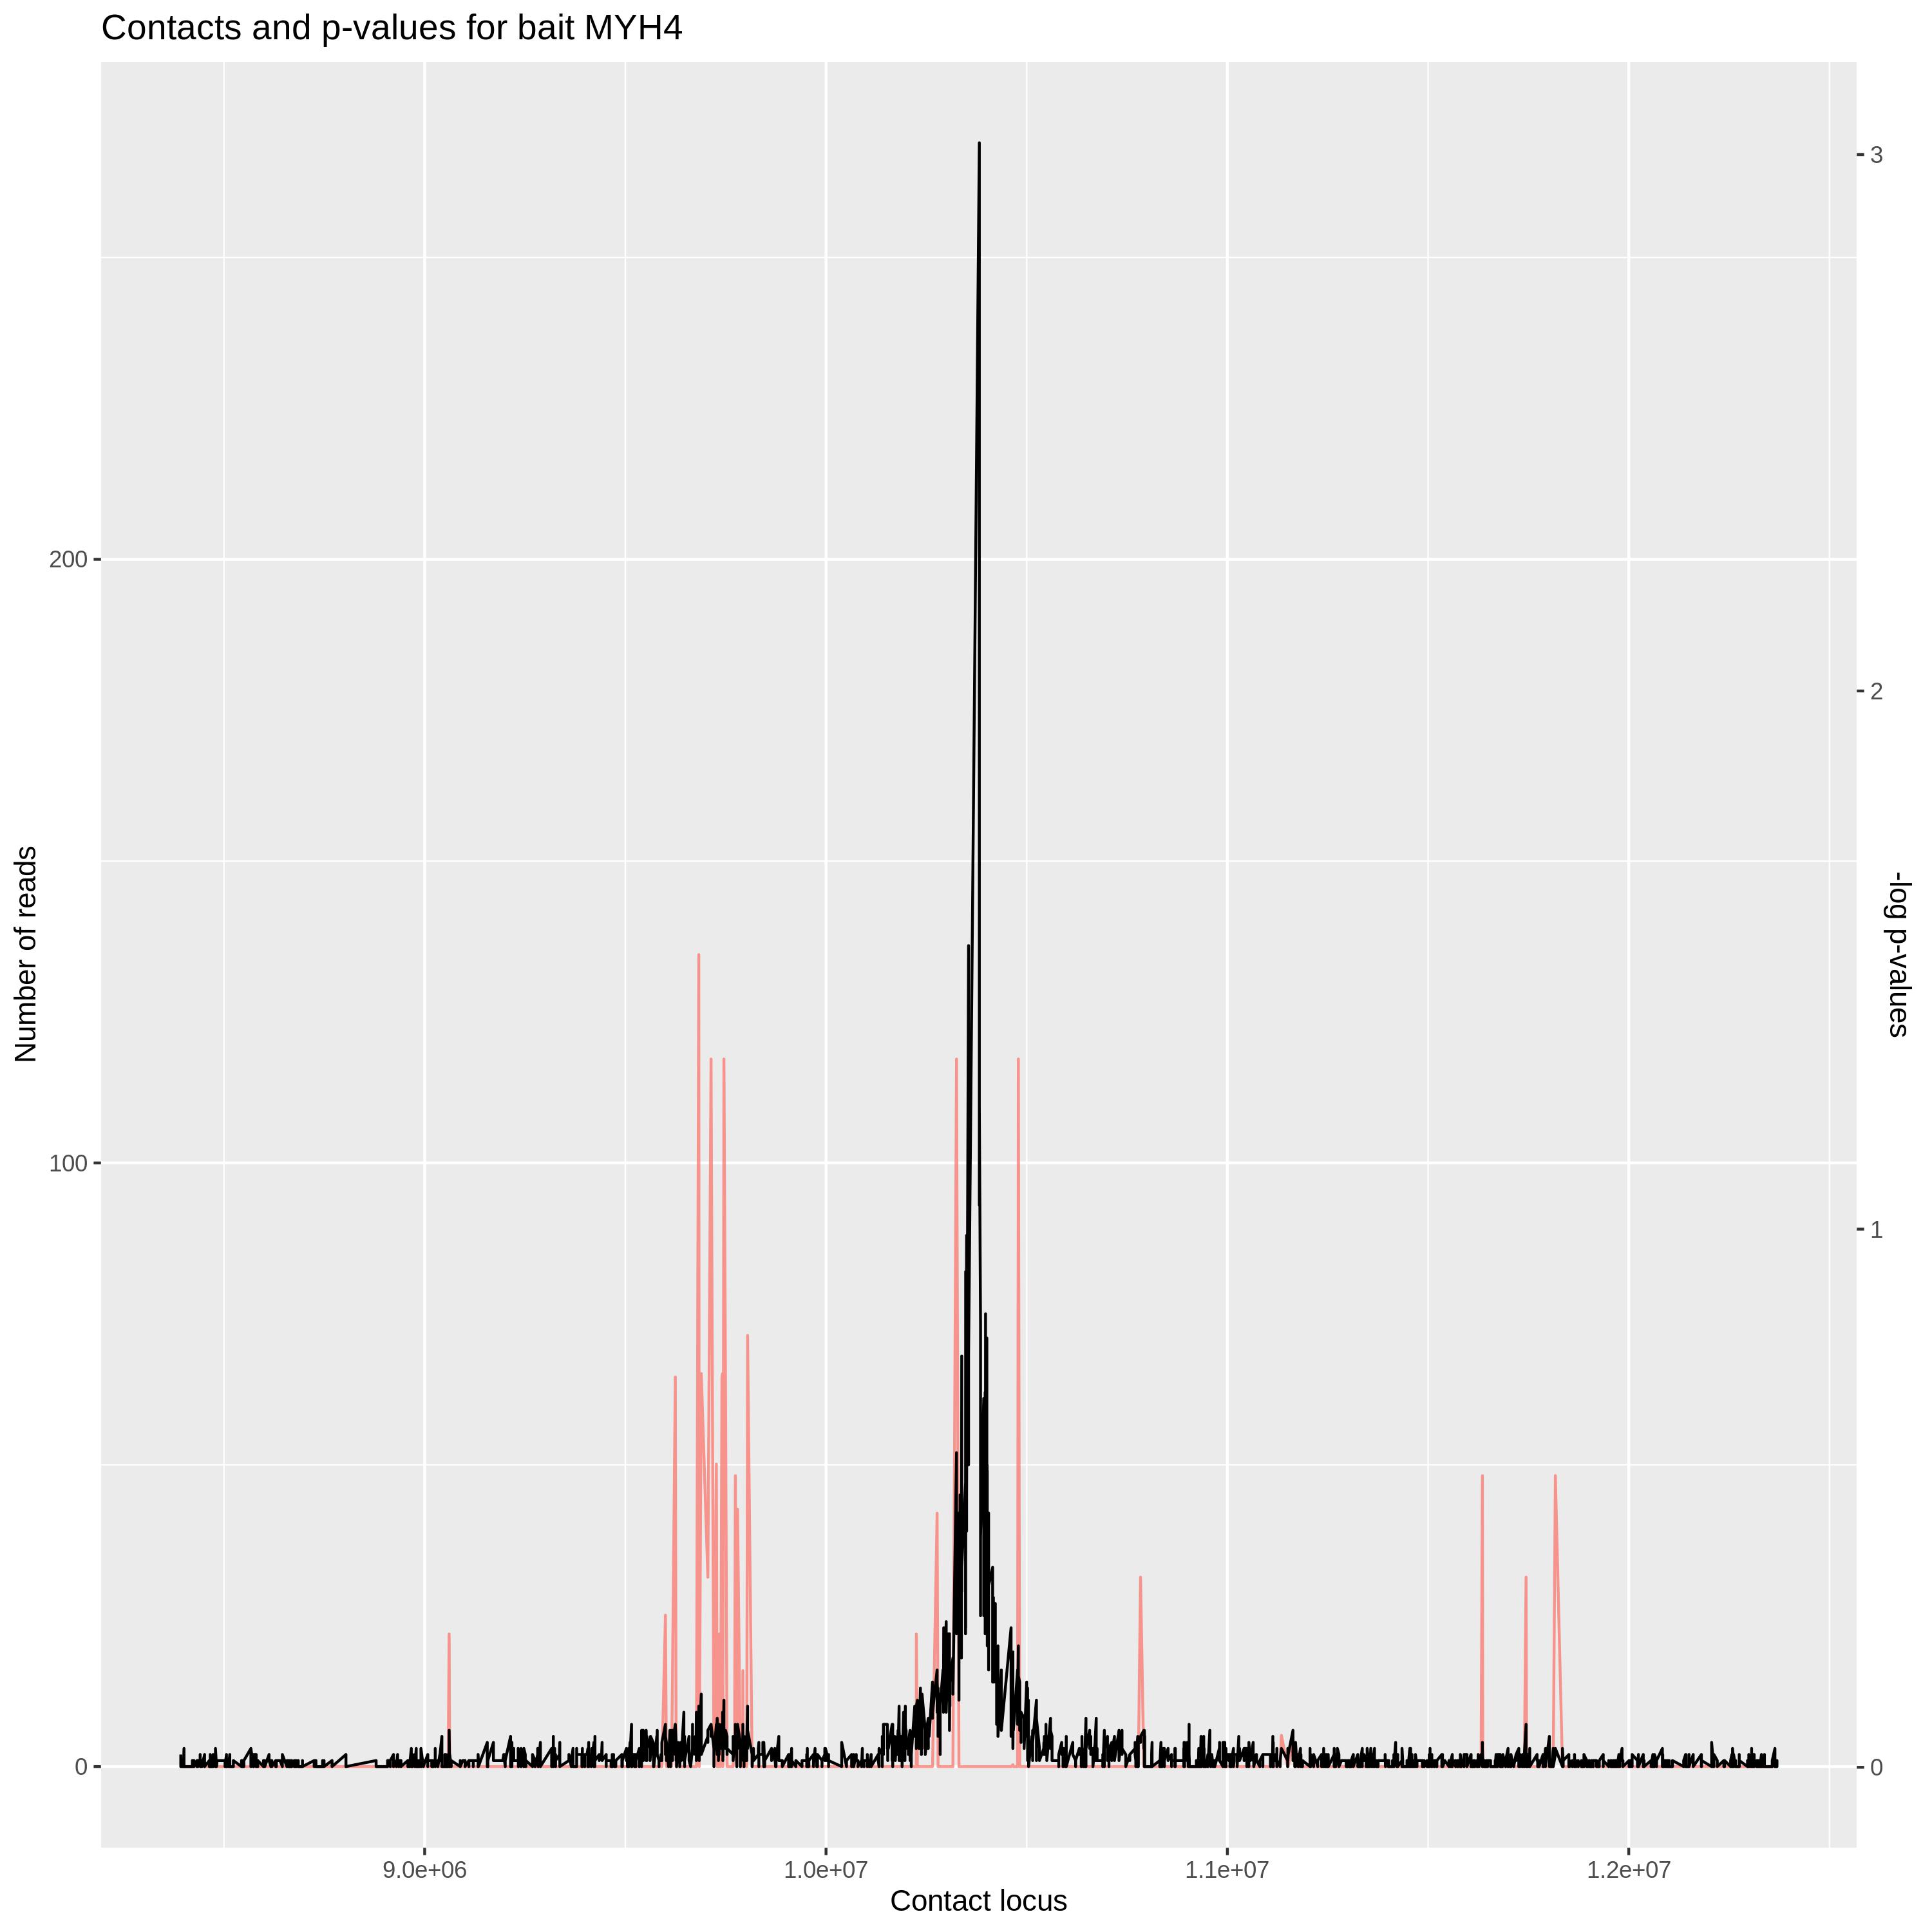 Contacts and p-values for bait MYH4
3
200
2
Number of reads
-log p-values
100
1
0
0
9.0e+06
1.0e+07
1.1e+07
1.2e+07
Contact locus